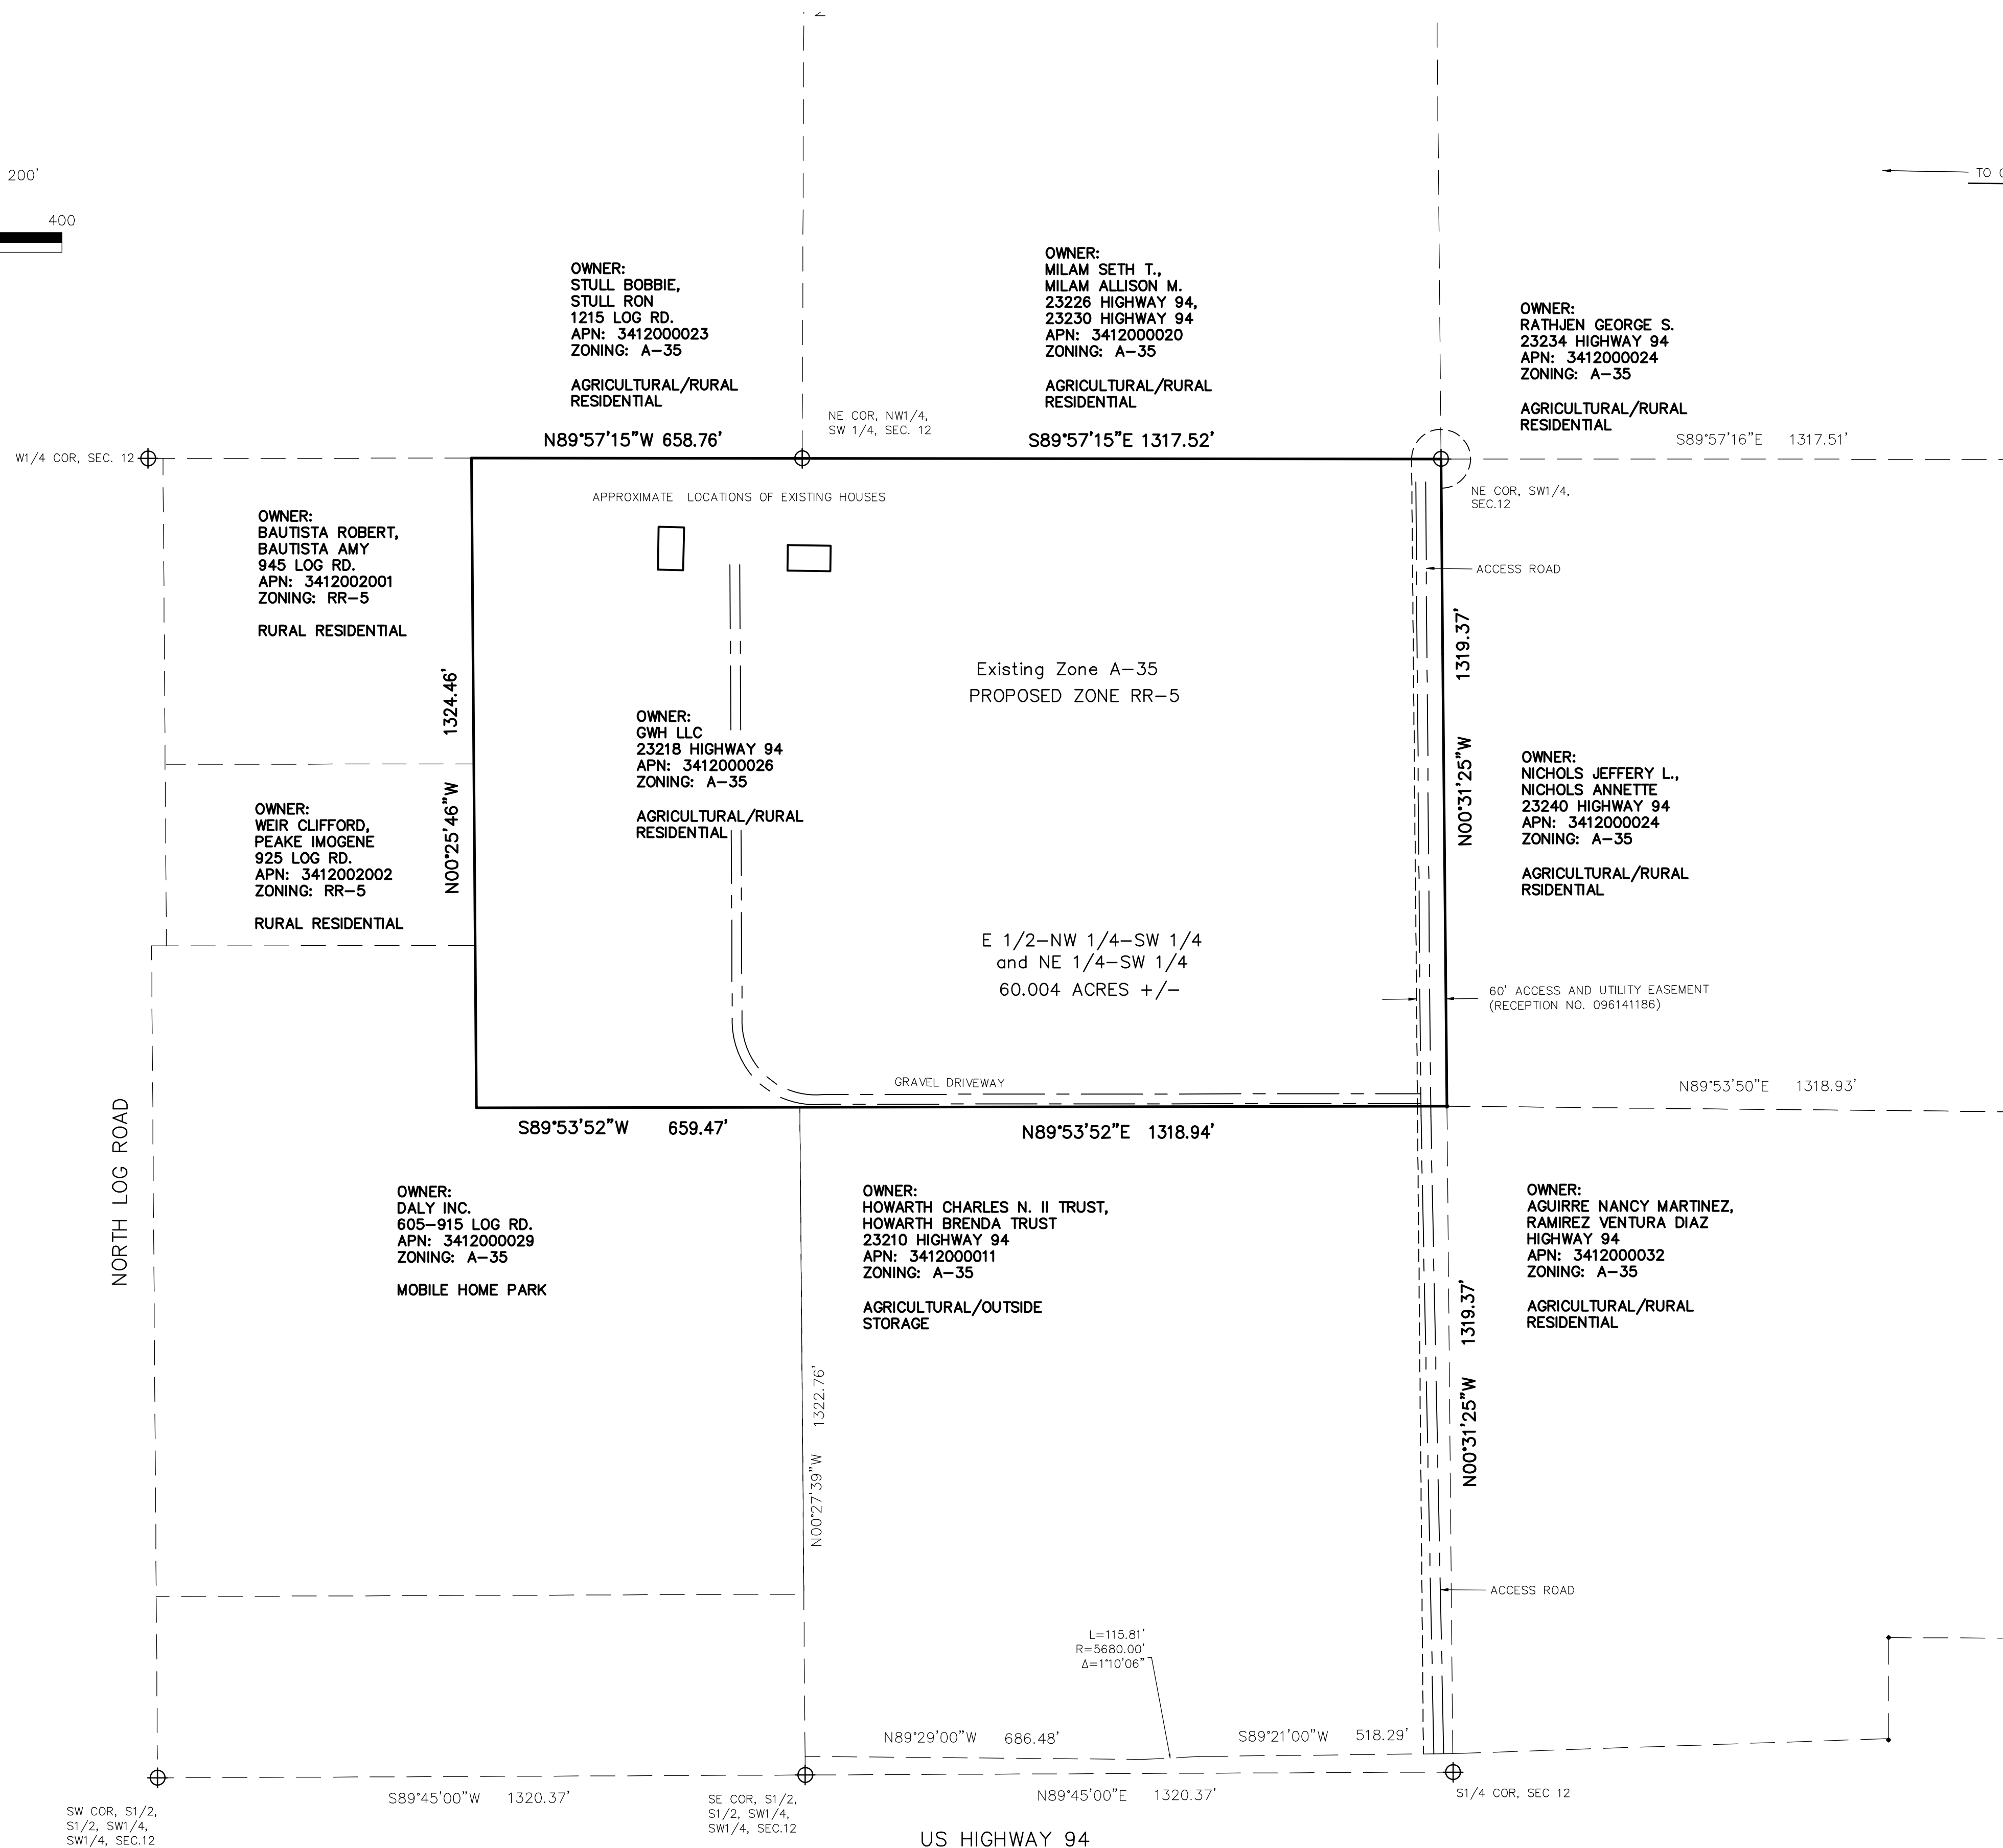 200'
400
TO
OWNER:
STULL BOBBIE,
STULL RON
1215 LOG RD.
APN: 3412000023
ZONING: A-35
AGRICULTURAL/RURAL
RESIDENTIAL
OWNER:
MILAM SETH T.,
MILAM ALLISON M.
23226 HIGHWAY 94,
23230 HIGHWAY 94
APN: 3412000020
ZONING: A-35
AGRICULTURAL/RURAL
RESIDENTIAL
OWNER:
RATHJEN GEORGE S.
23234 HIGHWAY 94
APN: 3412000024
ZONING: A-35
AGRICULTURAL/RURAL
RESIDENTIAL
NE COR, NW1/4,
SW 1/4, SEC. 12
N89°57'15"W 658.76'
S89°57'15"E 1317.52'
S89°57'16"E 1317.51'
W1/4 COR, SEC. 12
NE COR, SW1/4,
SEC.12
APPROXIMATE LOCATIONS OF EXISTING HOUSES
OWNER:
BAUTISTA ROBERT,
BAUTISTA AMY
945 LOG RD.
APN: 3412002001
ZONING: RR-5
RURAL RESIDENTIAL
ACCESS ROAD
N00°25'46"W 1324.46'
Existing Zone A-35
PROPOSED ZONE RR-5
N00°31'25"W 1319.37'
OWNER:
GWH LLC
23218 HIGHWAY 94
APN: 3412000026
ZONING: A-35
AGRICULTURAL/RURAL
RESIDENTIAL
OWNER:
NICHOLS JEFFERY L.,
NICHOLS ANNETTE
23240 HIGHWAY 94
APN: 3412000024
ZONING: A-35
AGRICULTURAL/RURAL
RSIDENTIAL
OWNER:
WEIR CLIFFORD,
PEAKE IMOGENE
925 LOG RD.
APN: 3412002002
ZONING: RR-5
RURAL RESIDENTIAL
E 1/2-NW 1/4-SW 1/4
and NE 1/4-SW 1/4
60.004 ACRES +/-
60' ACCESS AND UTILITY EASEMENT
(RECEPTION NO. 096141186)
GRAVEL DRIVEWAY
N89°53'50"E 1318.93'
S89°53'52"W 659.47'
N89°53'52"E 1318.94'
NORTH LOG ROAD
OWNER:
DALY INC.
605-915 LOG RD.
APN: 3412000029
ZONING: A-35
MOBILE HOME PARK
OWNER:
HOWARTH CHARLES N. II TRUST,
HOWARTH BRENDA TRUST
23210 HIGHWAY 94
APN: 3412000011
ZONING: A-35
AGRICULTURAL/OUTSIDE
STORAGE
OWNER:
AGUIRRE NANCY MARTINEZ,
RAMIREZ VENTURA DIAZ
HIGHWAY 94
APN: 3412000032
ZONING: A-35
AGRICULTURAL/RURAL
RESIDENTIAL
N00°27'39"W 1322.76'
N00°31'25"W 1319.37'
ACCESS ROAD
L=115.81'
R=5680.00'
Δ=1°10'06"
N89°29'00"W 686.48'
S89°21'00"W 518.29'
S89°45'00"W 1320.37'
N89°45'00"E 1320.37'
S1/4 COR, SEC 12
SW COR, S1/2,
S1/2, SW1/4,
SW1/4, SEC.12
SE COR, S1/2,
S1/2, SW1/4,
SW1/4, SEC.12
US HIGHWAY 94